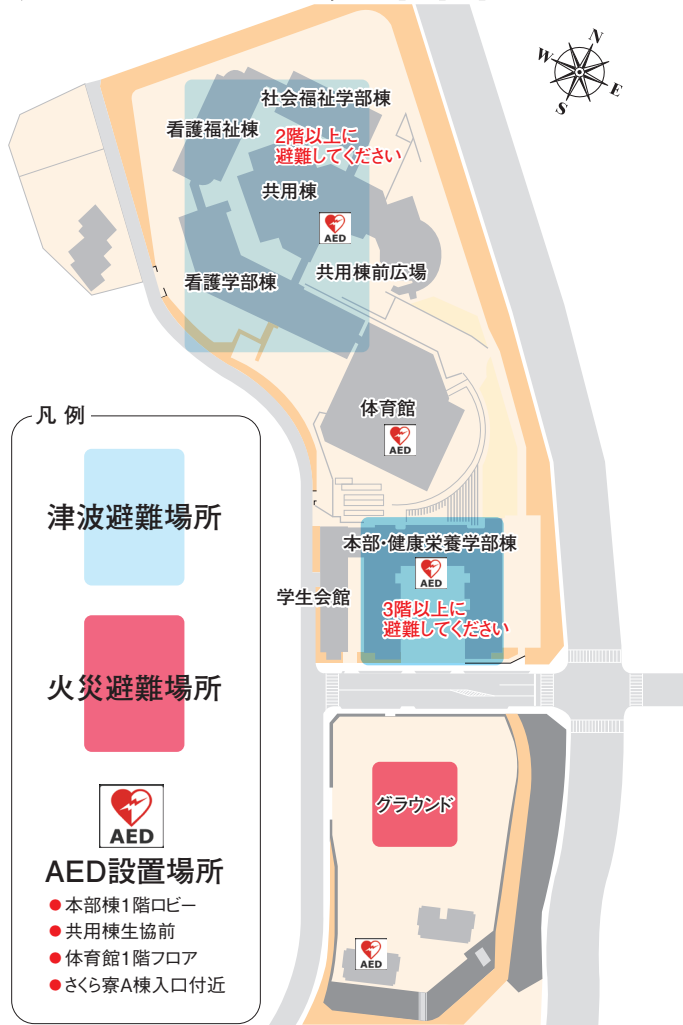 N
W
E
S
社会福祉学部棟
看護福祉棟
2階以上に
避難してください
共用棟
AED
共用棟前広場
看護学部棟
体育館
AED
本部・健康栄養学部棟
AED
学生会館
3階以上に
避難してください
グラウンド
AED
凡例
津波避難場所
火災避難場所
AED
AED設置場所
●本部棟1階ロビー
●共用棟生協前
●体育館1階フロア
●さくら寮A棟入口付近